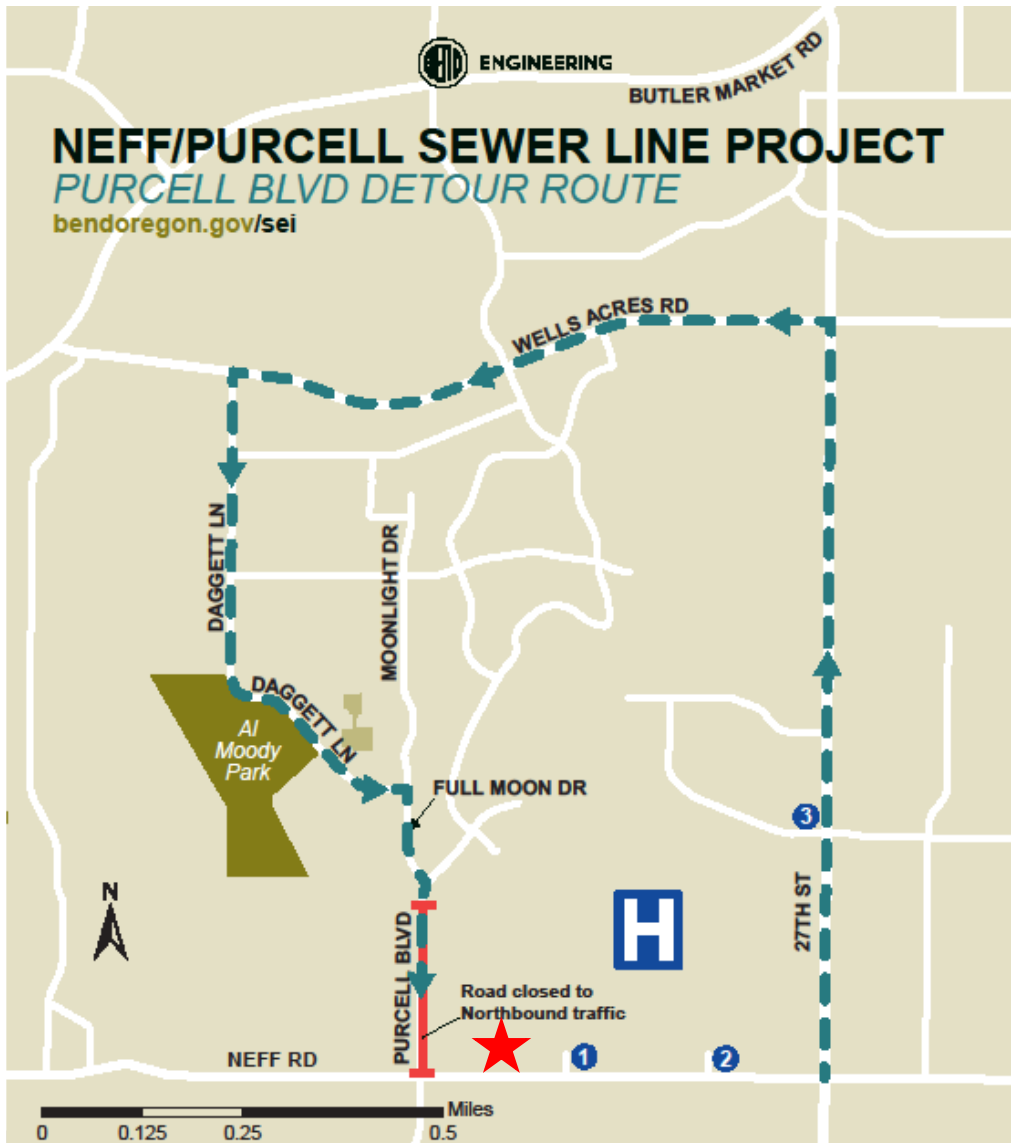 BEND ENGINEERING
BUTLER MARKET RD
NEFF/PURCELL SEWER LINE PROJECT
PURCELL BLVD DETOUR ROUTE
bendoregon.gov/sei
WELLS ACRES RD
DAGGETT LN
MOONLIGHT DR
DAGGETT LN
Al
Moody
Park
FULL MOON DR
3
N
H
27TH ST
PURCELL BLVD
Road closed to
Northbound traffic
NEFF RD
1
2
Miles
0 0.125 0.25 0.5